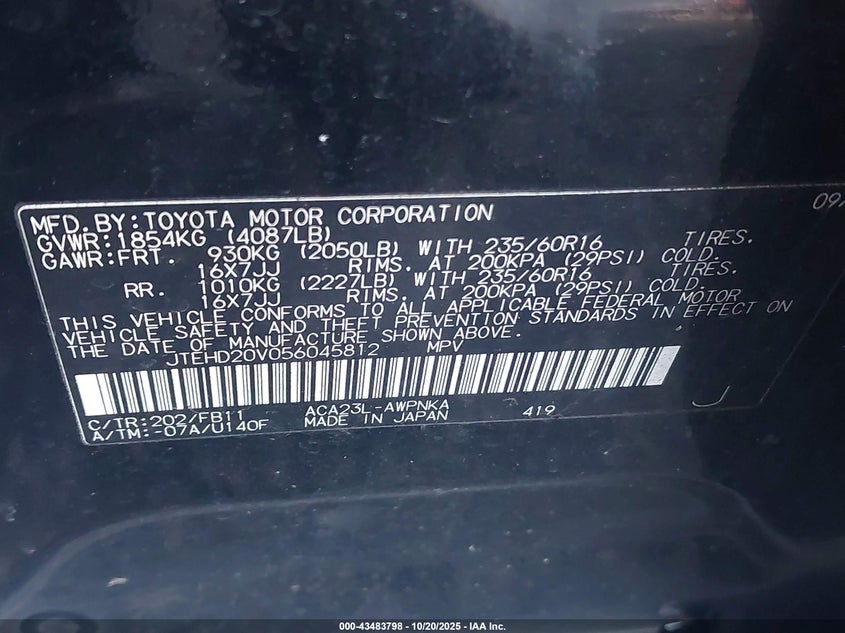 09/
MFD.BY:TOYOTA MOTOR CORPORATION
GVWR:1854KG (4087LB)
GAWR:FRT. 930KG (2050LB) WITH 235/60R16 TIRES.
16X7JJ RIMS. AT 200KPA (29PSI) COLD.
RR. 1010KG (2227LB) WITH 235/60R16 TIRES.
16X7JJ RIMS. AT 200KPA (29PSI) COLD.
THIS VEHICLE CONFORMS TO ALL APPLICABLE FEDERAL MOTOR
VEHICLE SAFETY AND THEFT PREVENTION STANDARDS IN EFFECT ON
THE DATE OF MANUFACTURE SHOWN ABOVE.
JTEHD20V056045812 MPV
C/TR:202/FB11 ACA23L-AWPNKA 419 J
A/TM:-07A/U140F MADE IN JAPAN
000-43483798 - 10/20/2025 - IAA Inc.